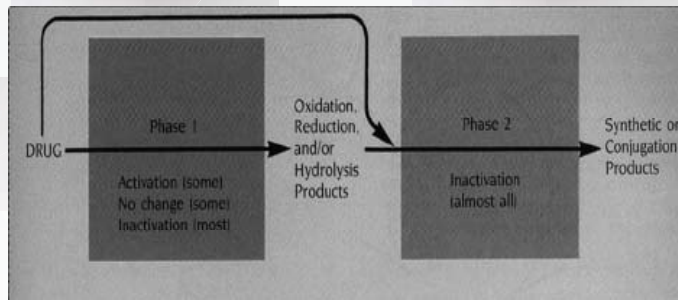 DRUG
Phase 1
Activation (some)
No change (some)
Inactivation (most)
Oxidation,
Reduction,
and/or
Hydrolysis
Products
Phase 2
Inactivation
(almost all)
Synthetic or
Conjugation
Products